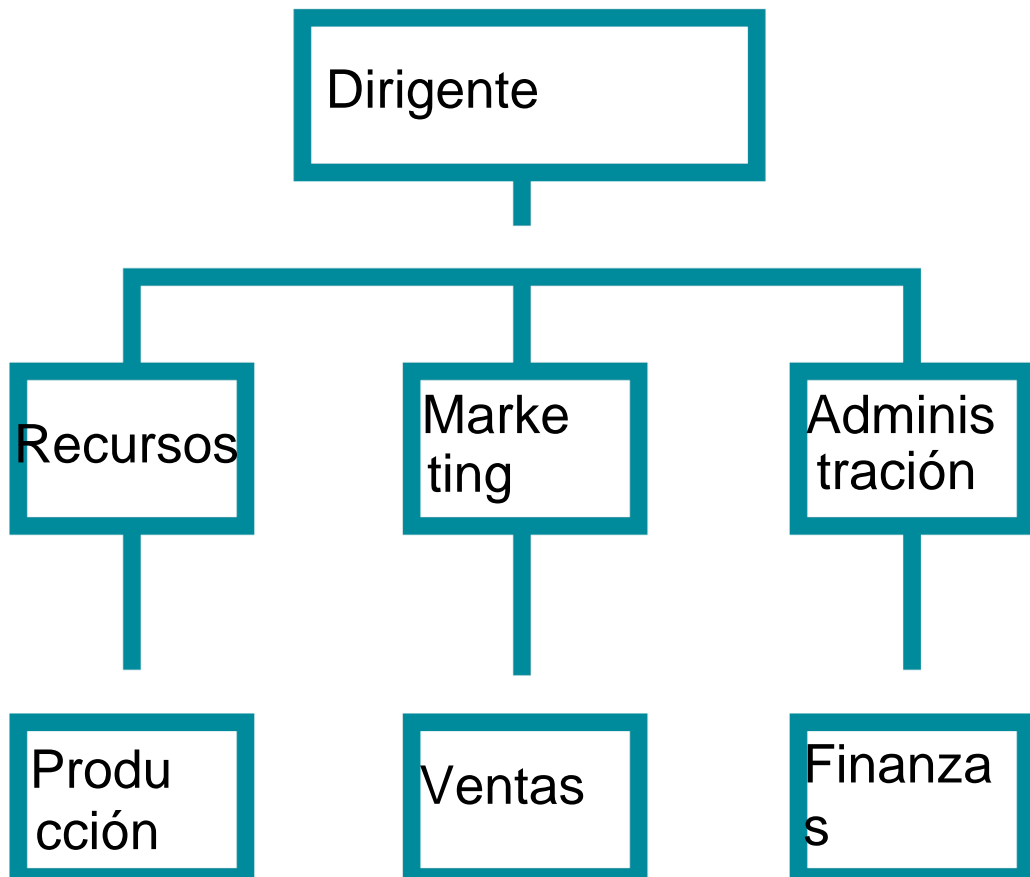 Dirigente
Recursos
Marke
ting
Adminis
tración
Produ
cción
Ventas
Finanza
s